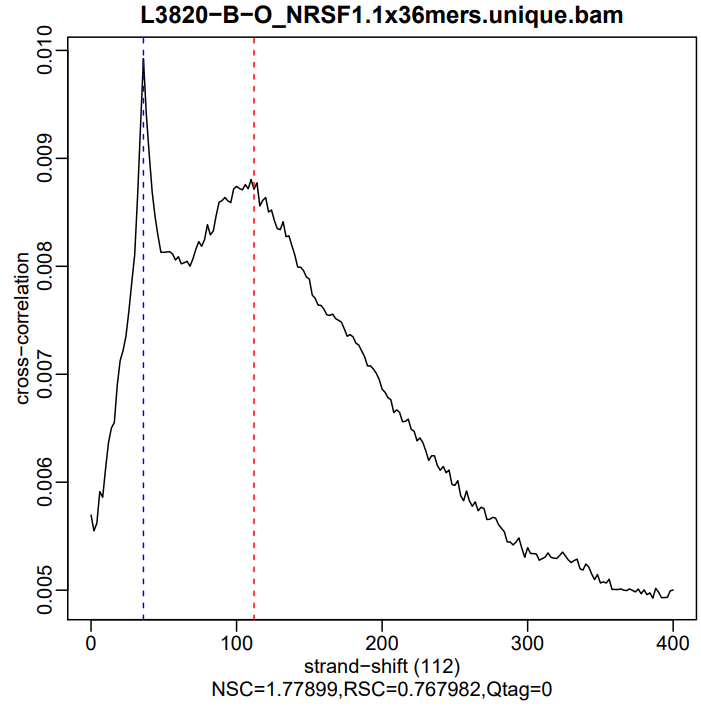 L3820−B−O_NRSF1.1x36mers.unique.bam
0.010
0.009
0.008
0.007
0.006
0.005
cross−correlation
0 100 200 300 400
strand−shift (112)
NSC=1.77899,RSC=0.767982,Qtag=0